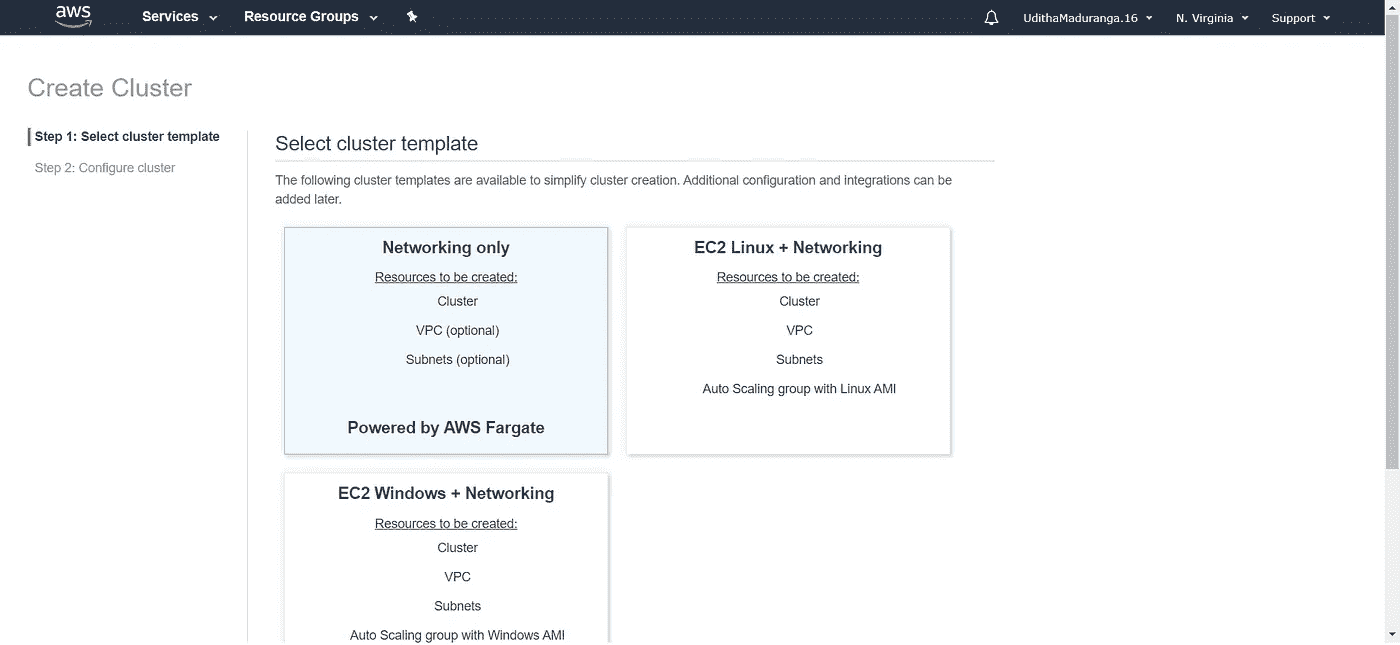 aws Services Resource Groups UdithaMaduranga.16 N. Virginia Support
Create Cluster
Step 1: Select cluster template
Step 2: Configure cluster
Select cluster template
The following cluster templates are available to simplify cluster creation. Additional configuration and integrations can be
added later.
Networking only
Resources to be created:
Cluster
VPC (optional)
Subnets (optional)
Powered by AWS Fargate
EC2 Linux + Networking
Resources to be created:
Cluster
VPC
Subnets
Auto Scaling group with Linux AMI
EC2 Windows + Networking
Resources to be created:
Cluster
VPC
Subnets
Auto Scaling group with Windows AMI